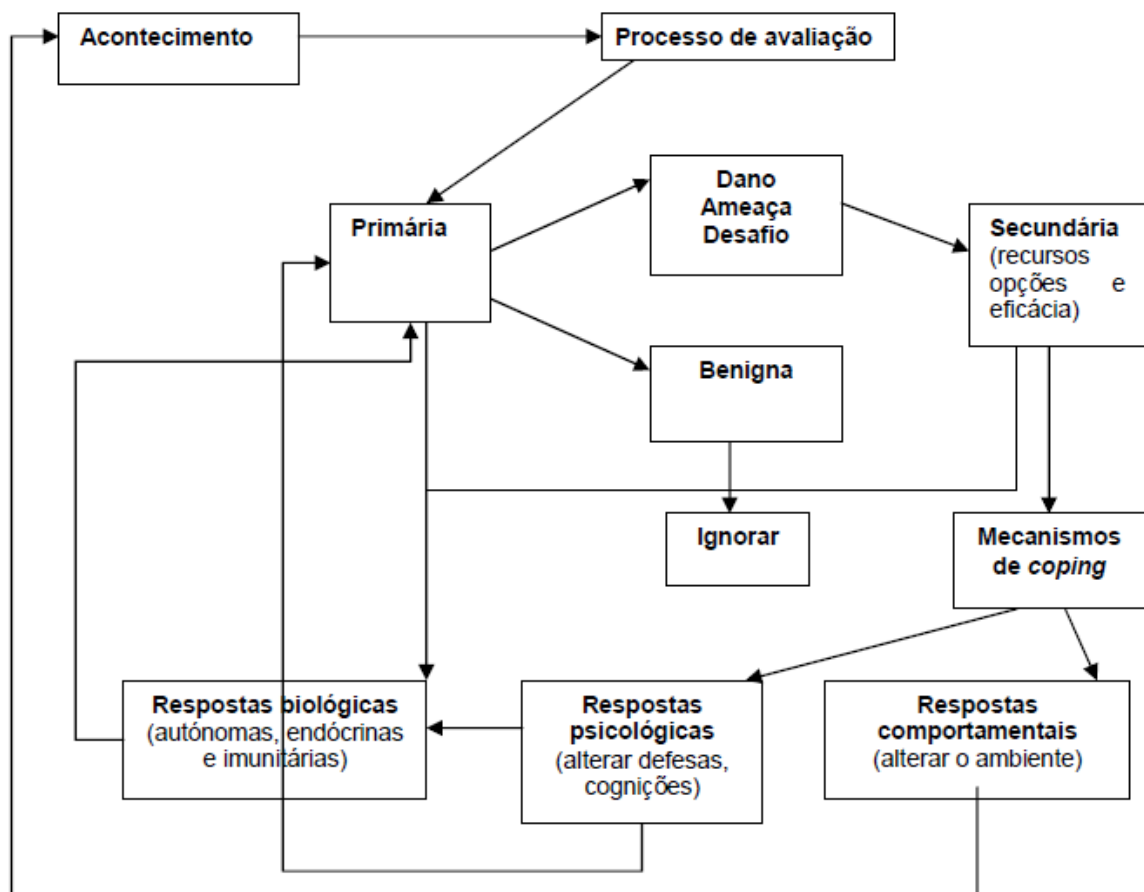 Acontecimento
Processo de avaliação
Primária
Dano
Ameaça
Desafio
Secundária
(recursos
opções e
eficácia)
Benigna
Ignorar
Mecanismos
de coping
Respostas biológicas
(autónomas, endócrinas
e imunitárias)
Respostas
psicológicas
(alterar defesas,
cognições)
Respostas
comportamentais
(alterar o ambiente)